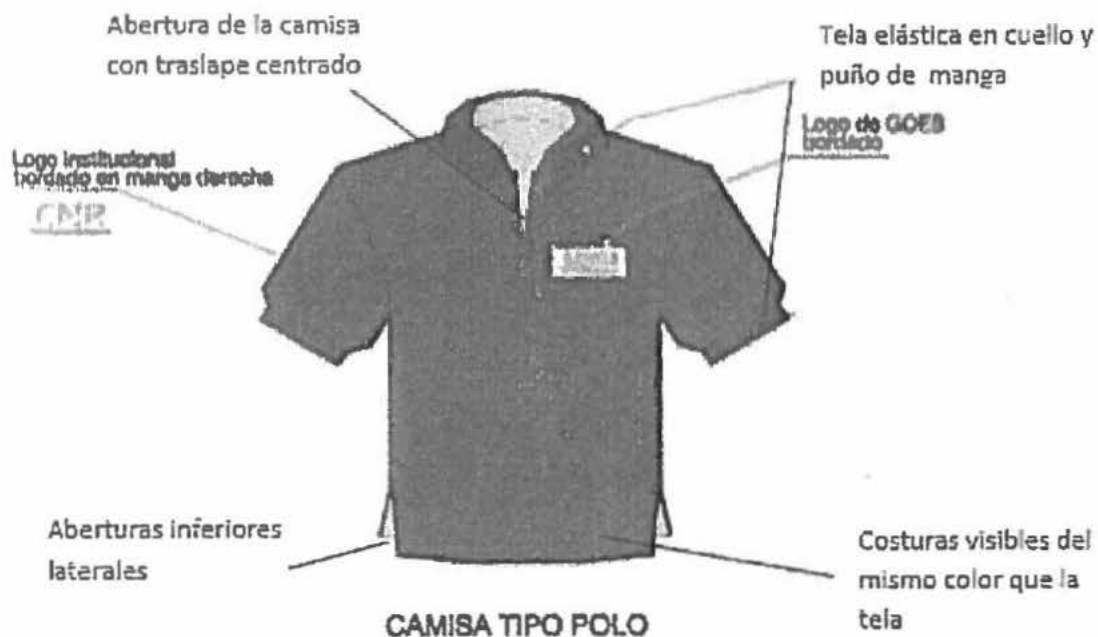 Abertura de la camisa
con traslape centrado
Tela elástica en cuello y
puño de manga
Logo de GOES
bordado
Logo institucional
bordado en manga derecha
CNR
Aberturas inferiores
laterales
Costuras visibles del
mismo color que la
tela
CAMISA TIPO POLO